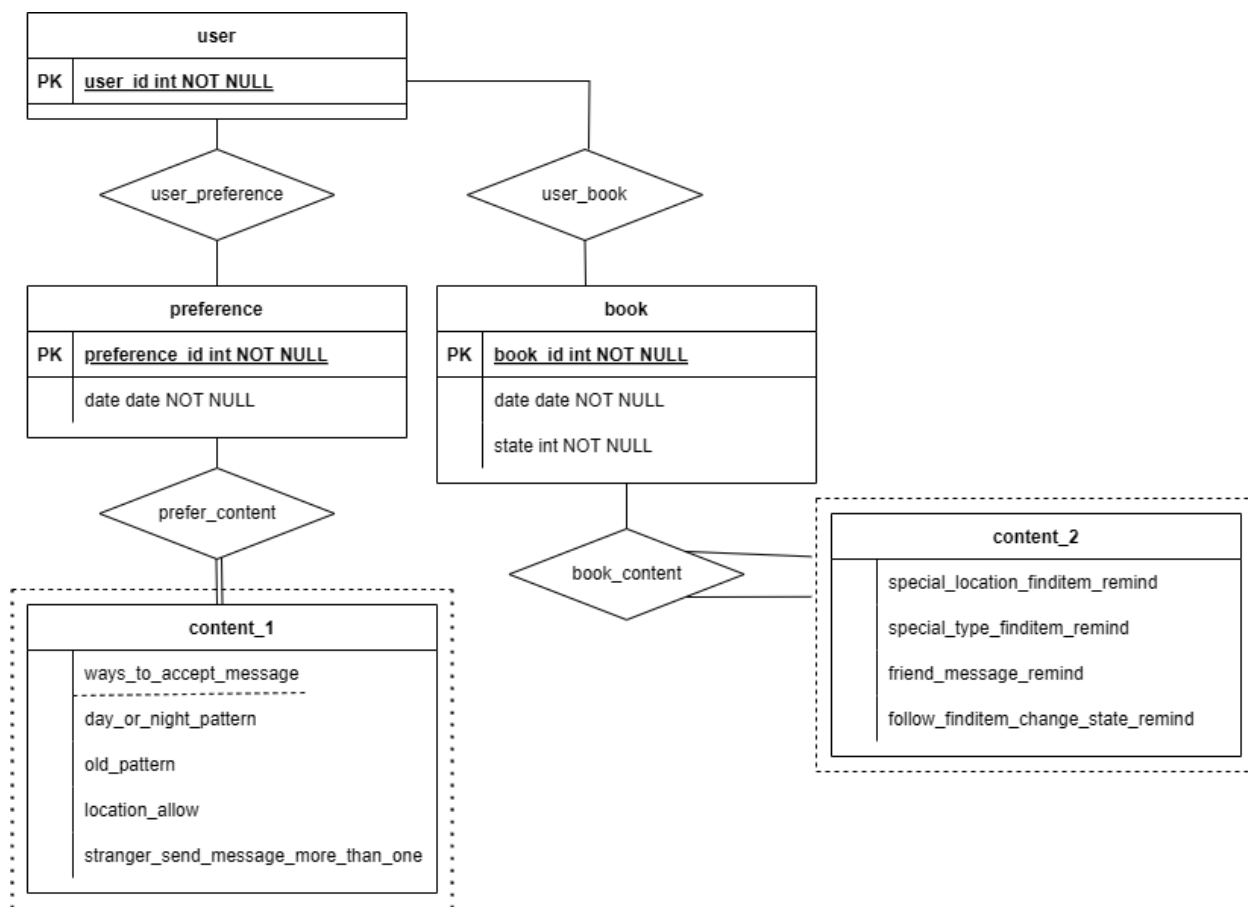 user
PK user_id int NOT NULL
user_preference
user_book
preference
PK preference_id int NOT NULL
date date NOT NULL
book
PK book_id int NOT NULL
date date NOT NULL
state int NOT NULL
prefer_content
book_content
content_1
ways_to_accept_message
day_or_night_pattern
old_pattern
location_allow
stranger_send_message_more_than_one
content_2
special_location_finditem_remind
special_type_finditem_remind
friend_message_remind
follow_finditem_change_state_remind